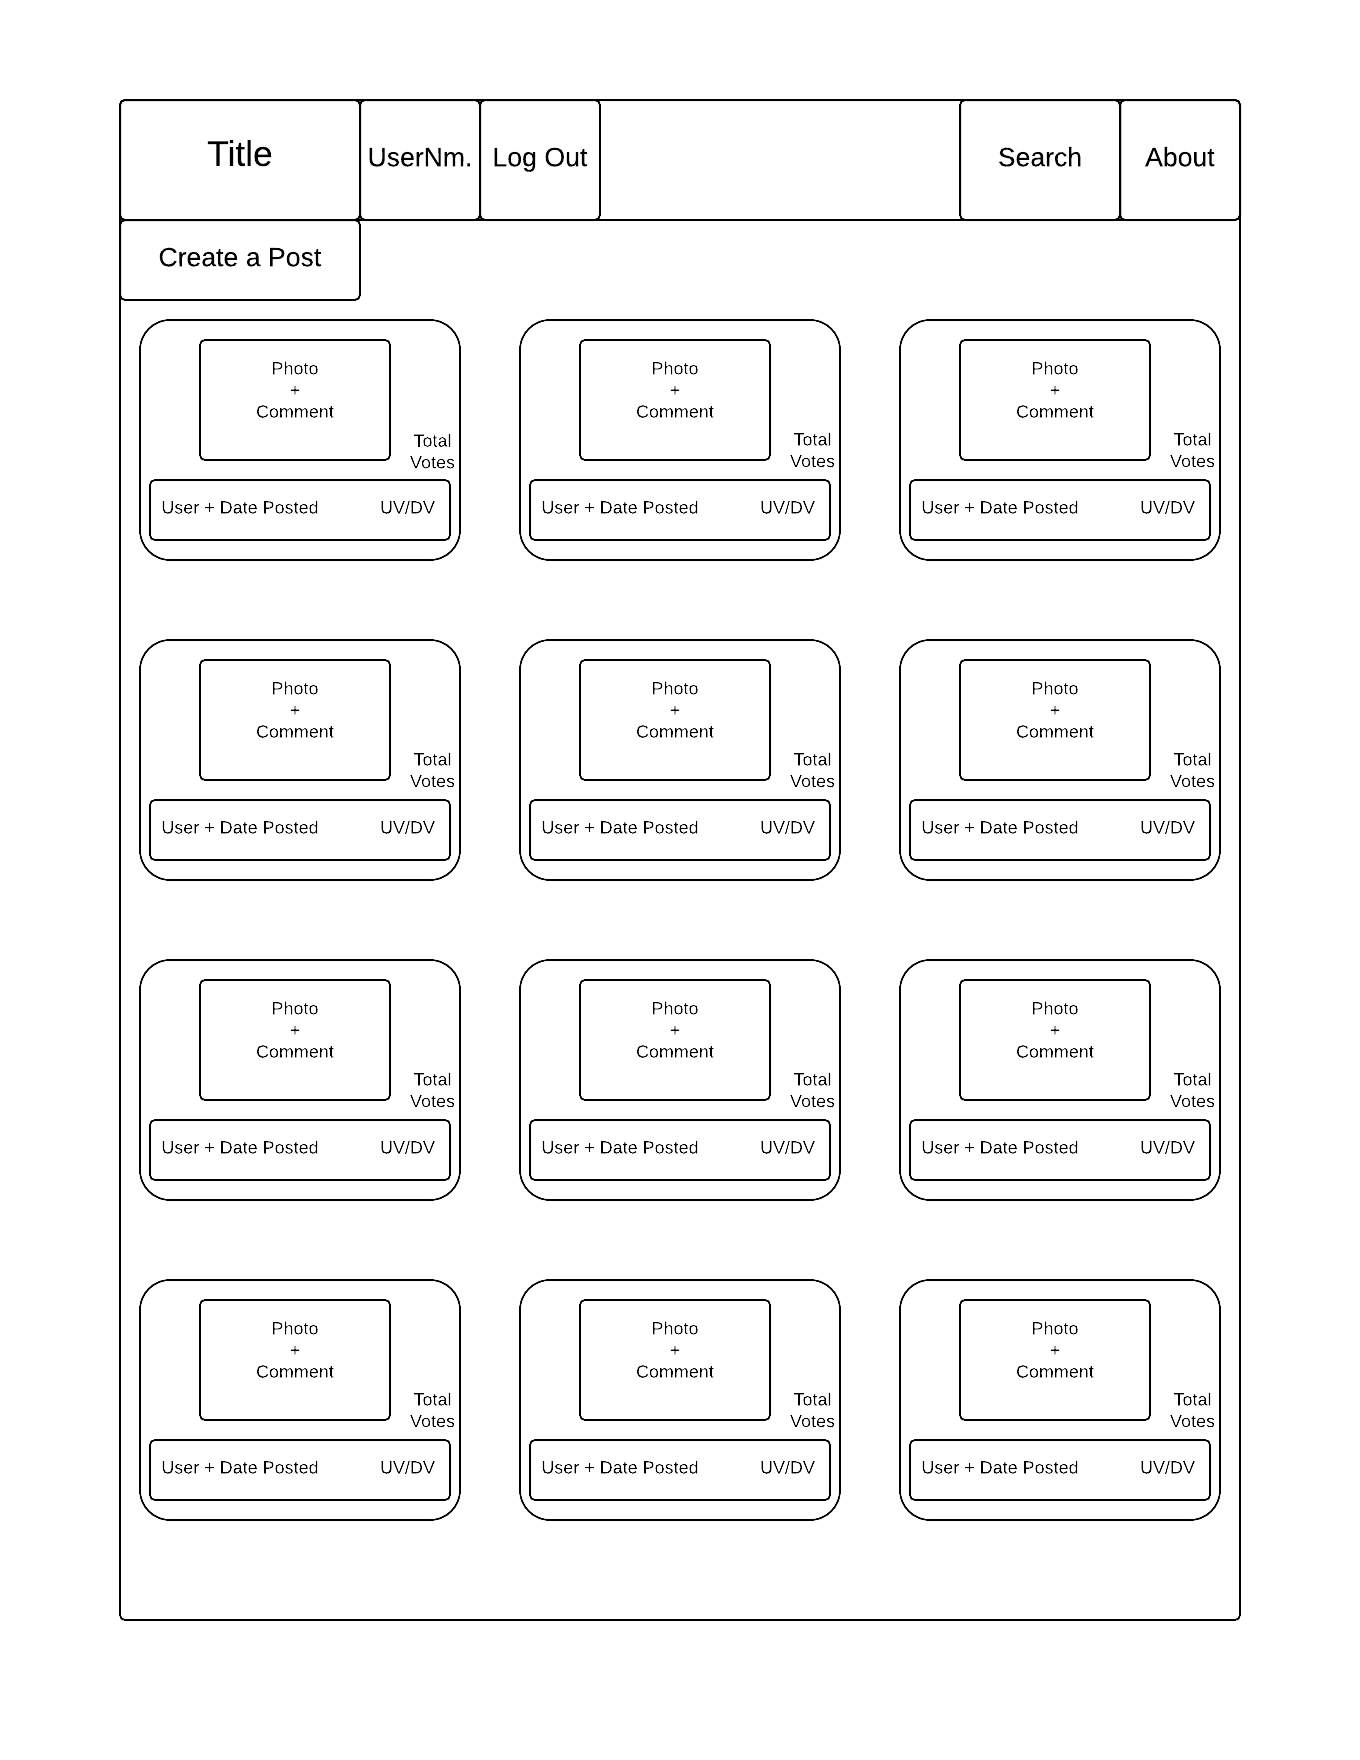 Title UserNm. Log Out Search About
Create a Post
Photo
+
Comment
Total
Votes
User + Date Posted UV/DV
Photo
+
Comment
Total
Votes
User + Date Posted UV/DV
Photo
+
Comment
Total
Votes
User + Date Posted UV/DV
Photo
+
Comment
Total
Votes
User + Date Posted UV/DV
Photo
+
Comment
Total
Votes
User + Date Posted UV/DV
Photo
+
Comment
Total
Votes
User + Date Posted UV/DV
Photo
+
Comment
Total
Votes
User + Date Posted UV/DV
Photo
+
Comment
Total
Votes
User + Date Posted UV/DV
Photo
+
Comment
Total
Votes
User + Date Posted UV/DV
Photo
+
Comment
Total
Votes
User + Date Posted UV/DV
Photo
+
Comment
Total
Votes
User + Date Posted UV/DV
Photo
+
Comment
Total
Votes
User + Date Posted UV/DV